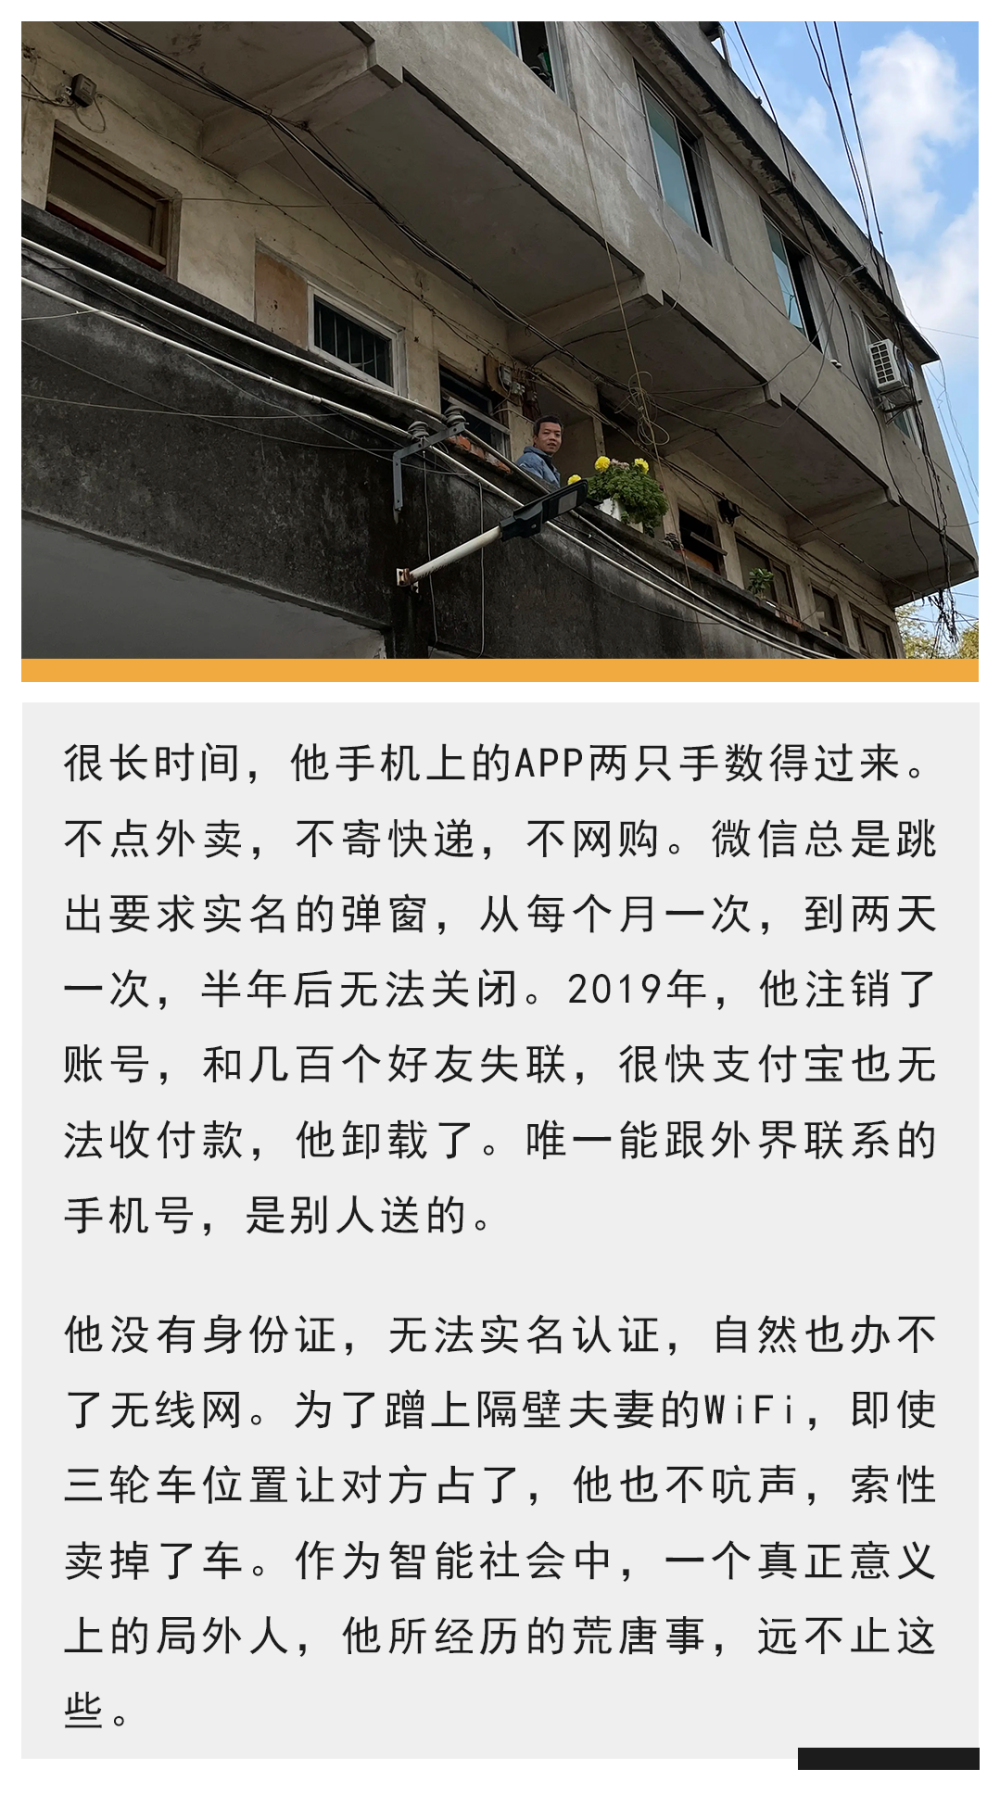 很长时间，他手机上的APP两只手数得过来。
不点外卖，不寄快递，不网购。微信总是跳
出要求实名的弹窗，从每个月一次，到两天
一次，半年后无法关闭。2019年，他注销了
账号，和几百个好友失联，很快支付宝也无
法收付款，他卸载了。唯一能跟外界联系的
手机号，是别人送的。
他没有身份证，无法实名认证，自然也办不
了无线网。为了蹭上隔壁夫妻的WiFi，即使
三轮车位置让对方占了，他也不吭声，索性
卖掉了车。作为智能社会中，一个真正意义
上的局外人，他所经历的荒唐事，远不止这
些。